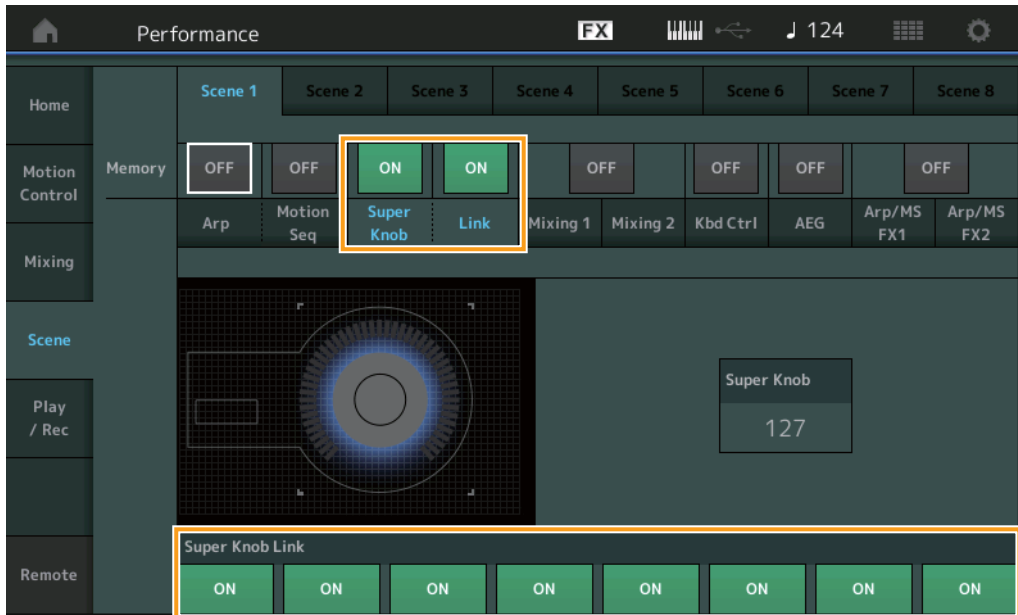 Performance FX 124
Home
Motion
Control
Mixing
Scene
Play
/ Rec
Remote
Scene 1 Scene 2 Scene 3 Scene 4 Scene 5 Scene 6 Scene 7 Scene 8
Memory OFF OFF ON ON OFF OFF OFF OFF
Arp Motion
Seq Super
Knob Link Mixing 1 Mixing 2 Kbd Ctrl AEG Arp/MS
FX1 Arp/MS
FX2
Super Knob
127
Super Knob Link
ON ON ON ON ON ON ON ON